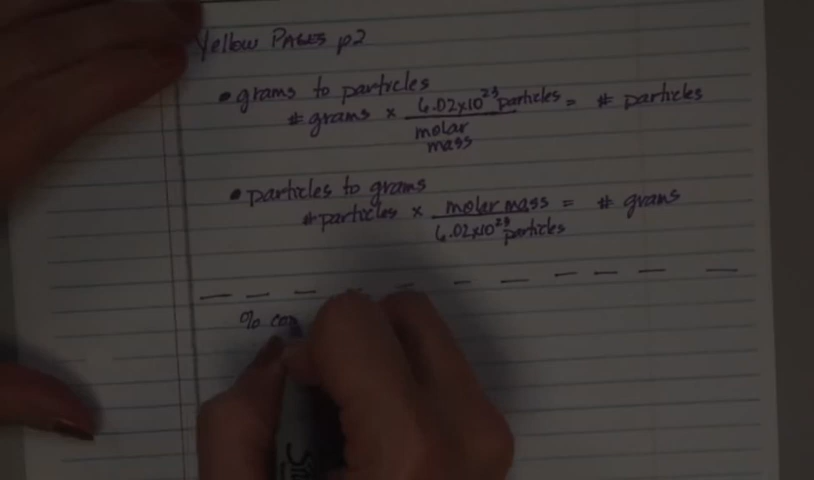 Yellow PAGES p2
• grams to particles
# grams x 6.02x10²³ particles = # particles
molar
mass
• particles to grams
# particles x molar mass = # grams
6.02x10²³ particles
% com